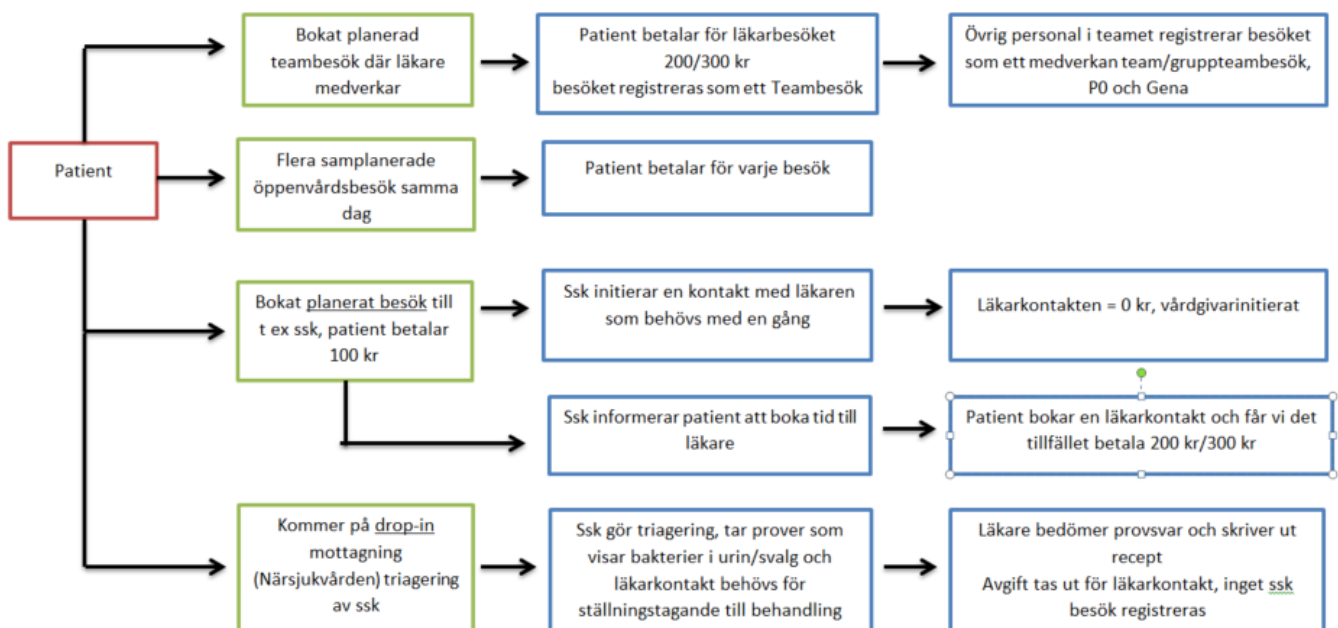 Patient
Bokat planerad
teambesök där läkare
medverkar
Patient betalar för läkarbesöket
200/300 kr
besöket registreras som ett Teambesök
Övrig personal i teamet registrerar besöket
som ett medverkan team/gruppteambesök,
P0 och Gena
Flera samplanerade
öppenvårdsbesök samma
dag
Patient betalar för varje besök
Bokat planerat besök till
t ex ssk, patient betalar
100 kr
Ssk initierar en kontakt med läkaren
som behövs med en gång
Läkarkontakten = 0 kr, vårdgivarinitierat
Ssk informerar patient att boka tid till
läkare
Patient bokar en läkarkontakt och får vi det
tillfället betala 200 kr/300 kr
Kommer på drop-in
mottagning
(Närsjukvården) triagering
av ssk
Ssk gör triagering, tar prover som
visar bakterier i urin/svalg och
läkarkontakt behövs för
ställningstagande till behandling
Läkare bedömer provsvar och skriver ut
recept
Avgift tas ut för läkarkontakt, inget ssk
besök registreras